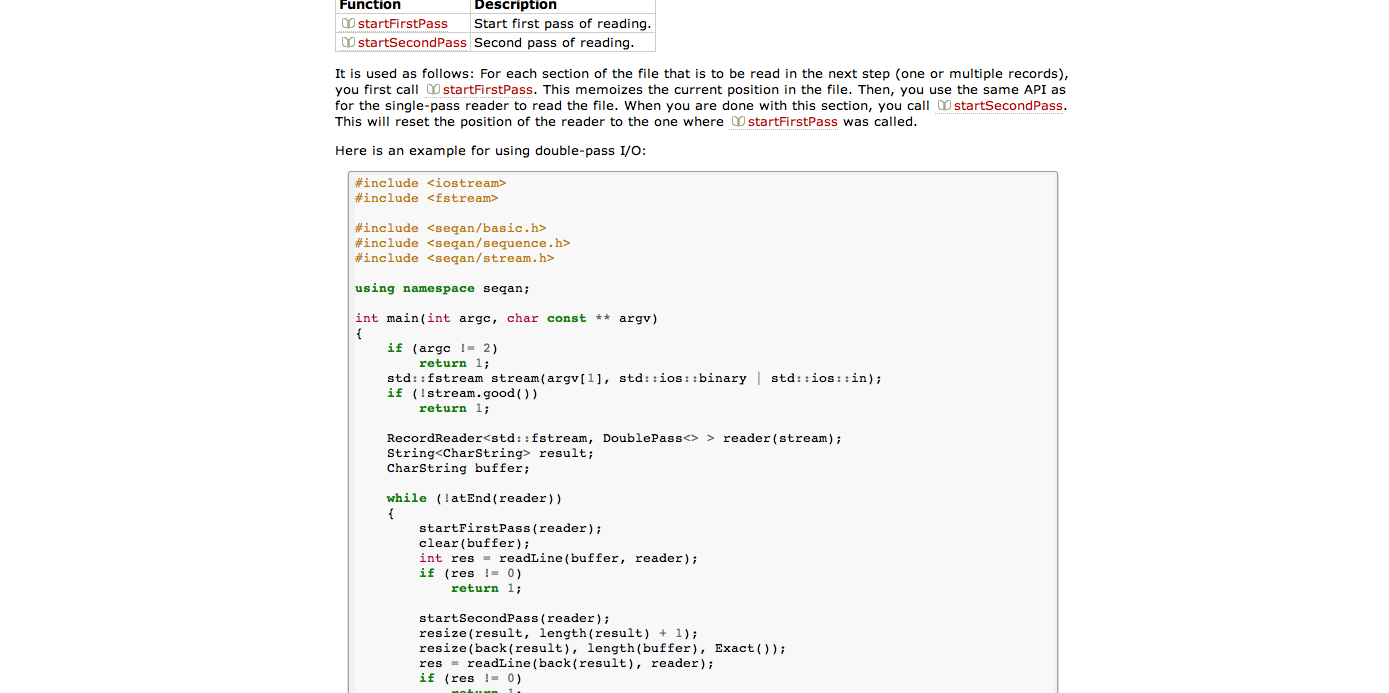 Function Description
startFirstPass Start first pass of reading.
startSecondPass Second pass of reading.
It is used as follows: For each section of the file that is to be read in the next step (one or multiple records),
you first call startFirstPass. This memoizes the current position in the file. Then, you use the same API as
for the single-pass reader to read the file. When you are done with this section, you call startSecondPass.
This will reset the position of the reader to the one where startFirstPass was called.
Here is an example for using double-pass I/O:
#include <iostream>
#include <fstream>
#include <seqan/basic.h>
#include <seqan/sequence.h>
#include <seqan/stream.h>
using namespace seqan;
int main(int argc, char const ** argv)
{
if (argc != 2)
return 1;
std::fstream stream(argv[1], std::ios::binary | std::ios::in);
if (!stream.good())
return 1;
RecordReader<std::fstream, DoublePass<> > reader(stream);
String<CharString> result;
CharString buffer;
while (!atEnd(reader))
{
startFirstPass(reader);
clear(buffer);
int res = readLine(buffer, reader);
if (res != 0)
return 1;
startSecondPass(reader);
resize(result, length(result) + 1);
resize(back(result), length(buffer), Exact());
res = readLine(back(result), reader);
if (res != 0)
return 1;